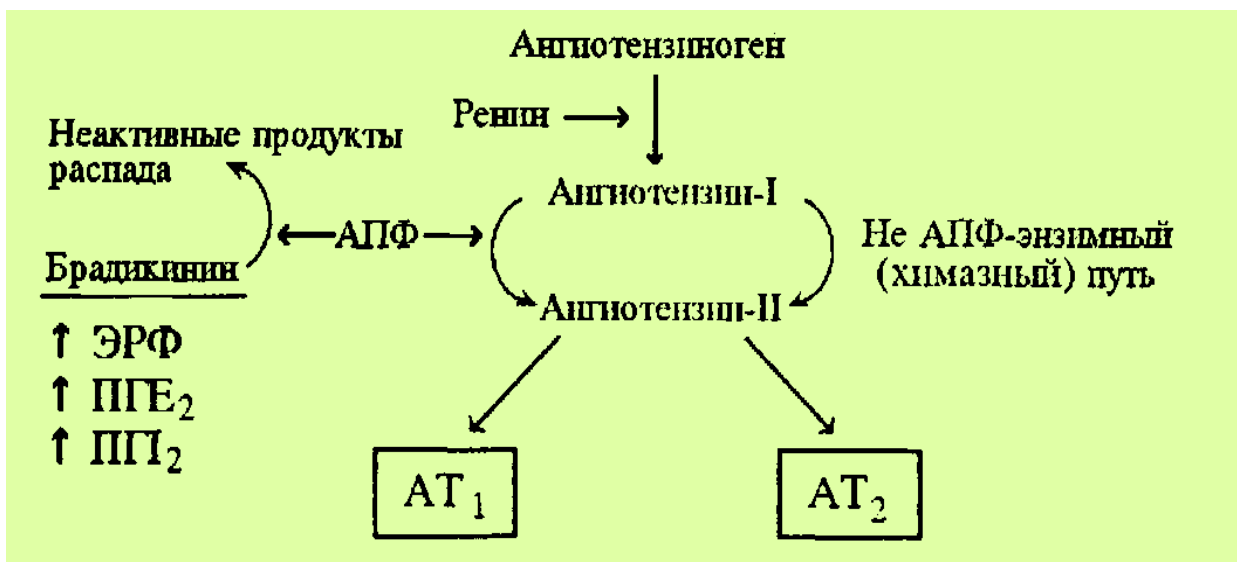 Ангиотензиноген
Ренин
Неактивные продукты
распада
Ангиотензин-I
АПФ
Не АПФ-энзимный
(химазный) путь
Брадикинин
Ангиотензин-II
↑ ЭРФ
↑ ПГЕ₂
↑ ПГI₂
АТ₁
АТ₂